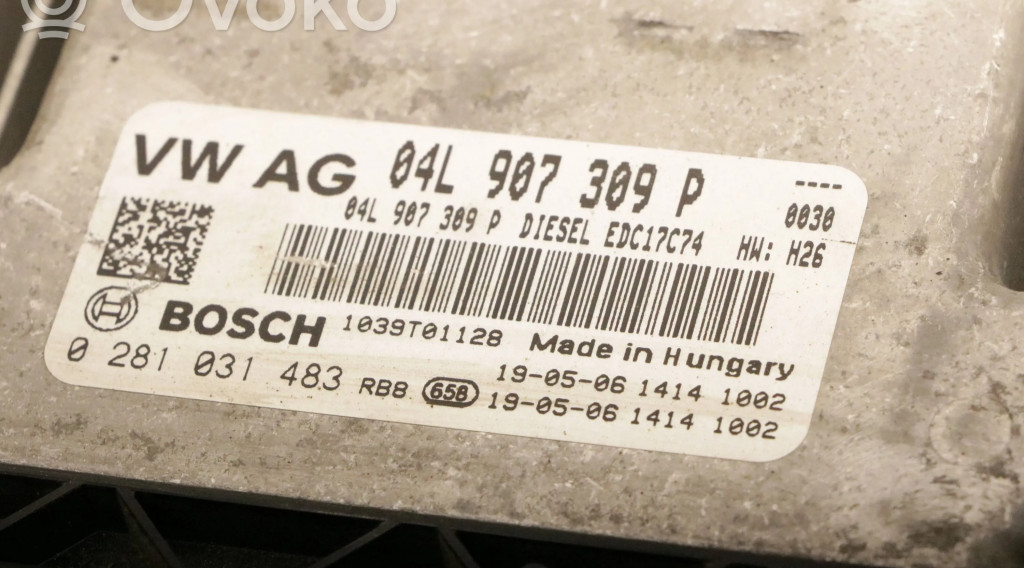 Ovoko
VW AG 04L 907 309 P ----
04L 907 309 P DIESEL EDC17C74 0030
HW: H26
BOSCH 1039T01128 Made in Hungary
0 281 031 483 RB8 658 19-05-06 1414 1002
19-05-06 1414 1002